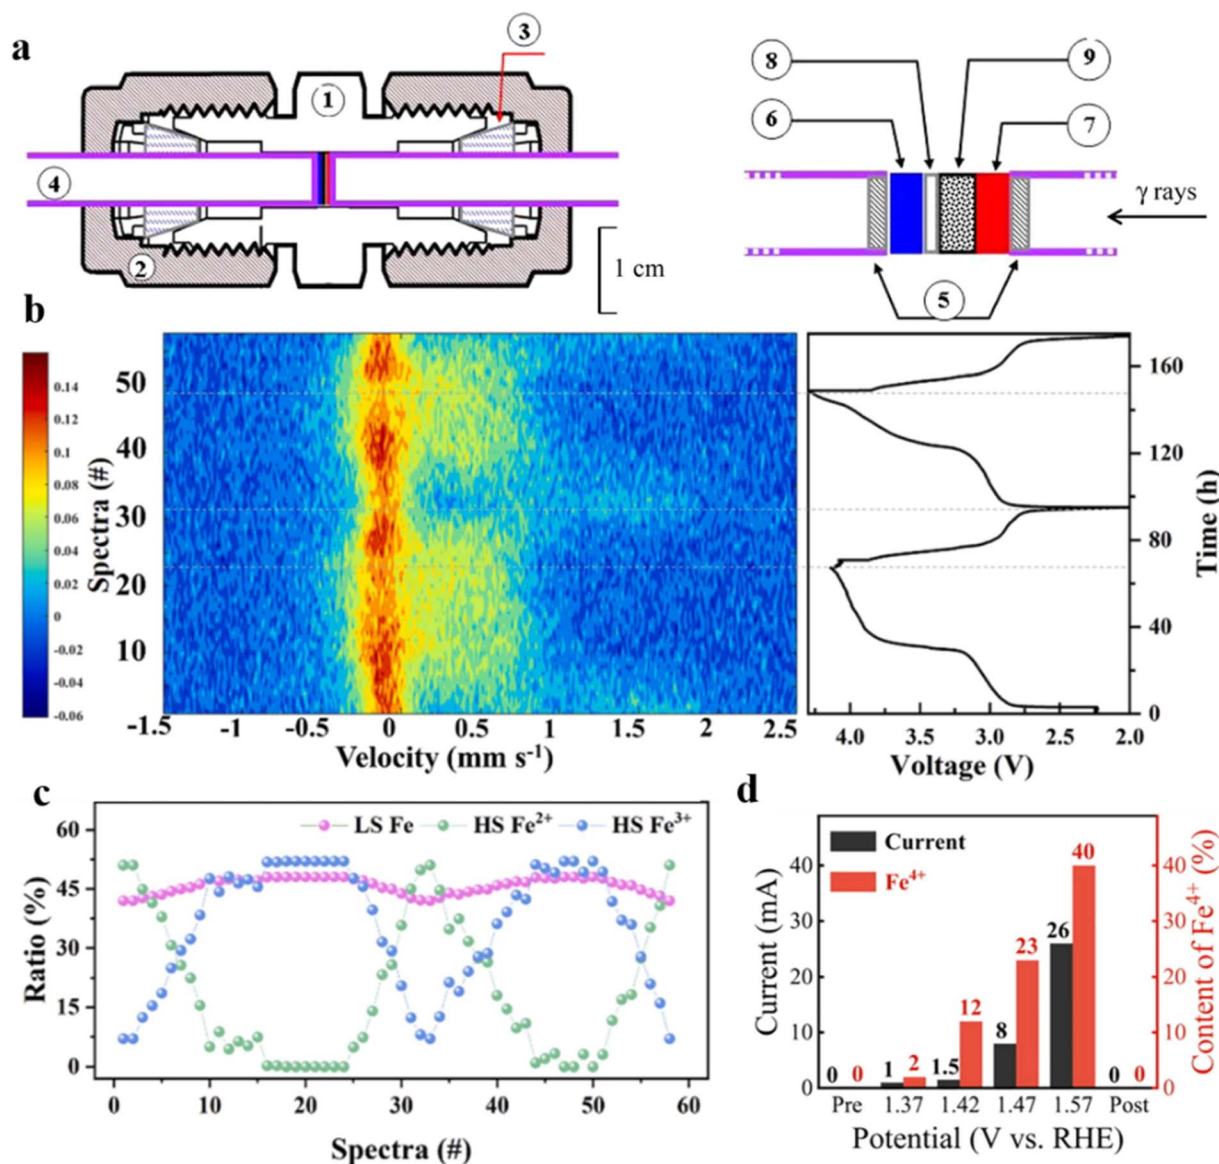 a
3
1
4
2
1 cm
8
9
6
7
γ rays
5
b
0.14
0.12
0.1
0.08
0.06
0.04
0.02
0
-0.02
-0.04
-0.06
Spectra (#)
50
40
30
20
10
-1.5 -1 -0.5 0 0.5 1 1.5 2 2.5
Velocity (mm s⁻¹)
160
120
80
40
0
Time (h)
4.0 3.5 3.0 2.5 2.0
Voltage (V)
c
LS Fe HS Fe²⁺ HS Fe³⁺
Ratio (%)
60
45
30
15
0
0 10 20 30 40 50 60
Spectra (#)
d
Current
Fe⁴⁺
Current (mA)
40
30
20
10
0
0 0 1 2 1.5 12 8 23 26 40 0 0
40
30
20
10
0
Content of Fe⁴⁺ (%)
Pre 1.37 1.42 1.47 1.57 Post
Potential (V vs. RHE)